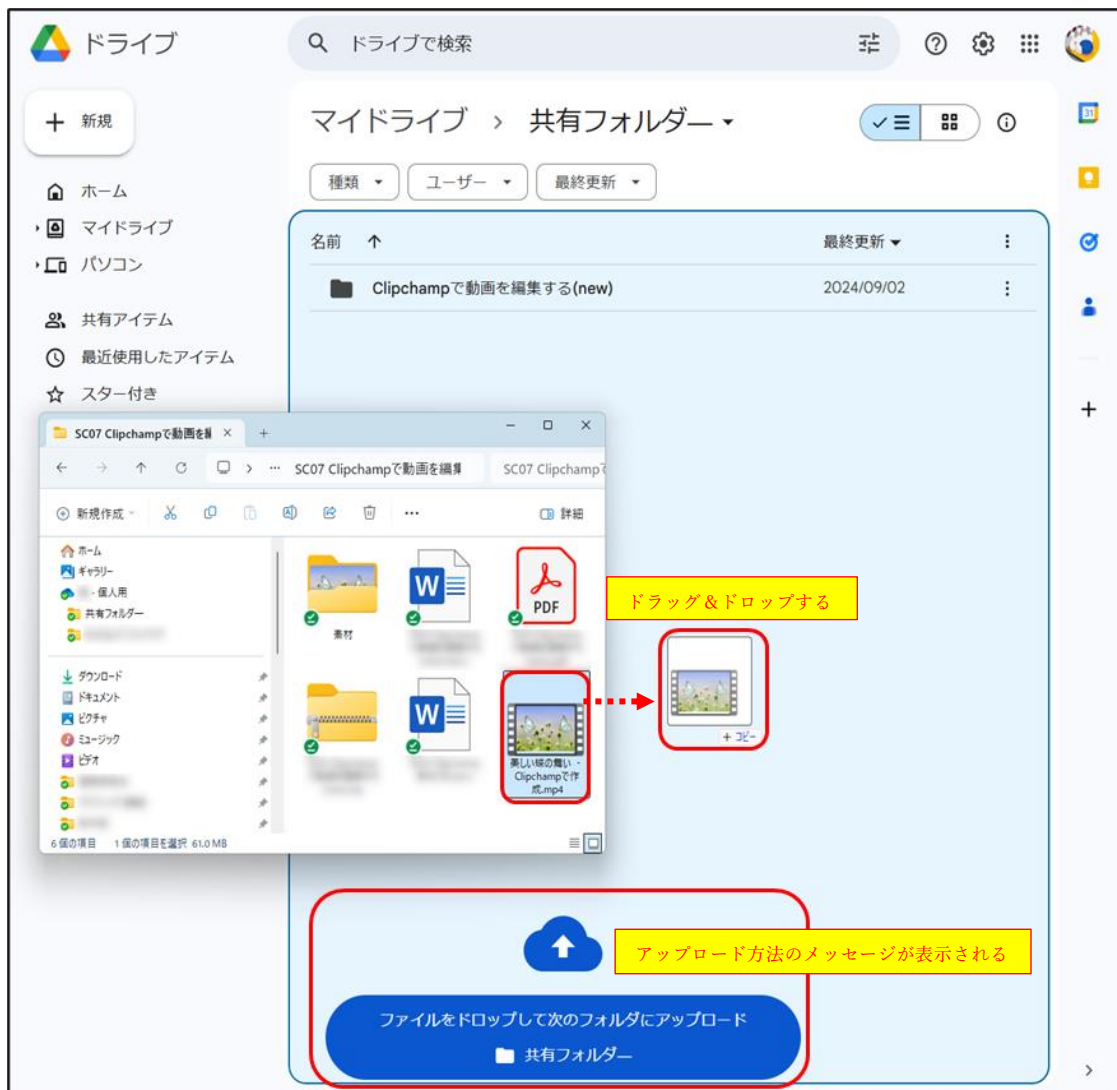 ドライブ
ドライブで検索
新規
マイドライブ › 共有フォルダー
種類
ユーザー
最終更新
31
ホーム
マイドライブ
パソコン
共有アイテム
最近使用したアイテム
スター付き
名前
最終更新
Clipchampで動画を編集する(new)
2024/09/02
SC07 Clipchampで動画を編
SC07 Clipchampで動画を編集
SC07 Clipchampで
新規作成
詳細
ホーム
ギャラリー
- 個人用
共有フォルダー
ダウンロード
ドキュメント
ピクチャ
ミュージック
ビデオ
素材
PDF
W
W
美しい蝶の舞い -
Clipchampで作
成.mp4
6 個の項目
1 個の項目を選択 61.0 MB
ドラッグ&ドロップする
+ コピー
アップロード方法のメッセージが表示される
ファイルをドロップして次のフォルダにアップロード
共有フォルダー